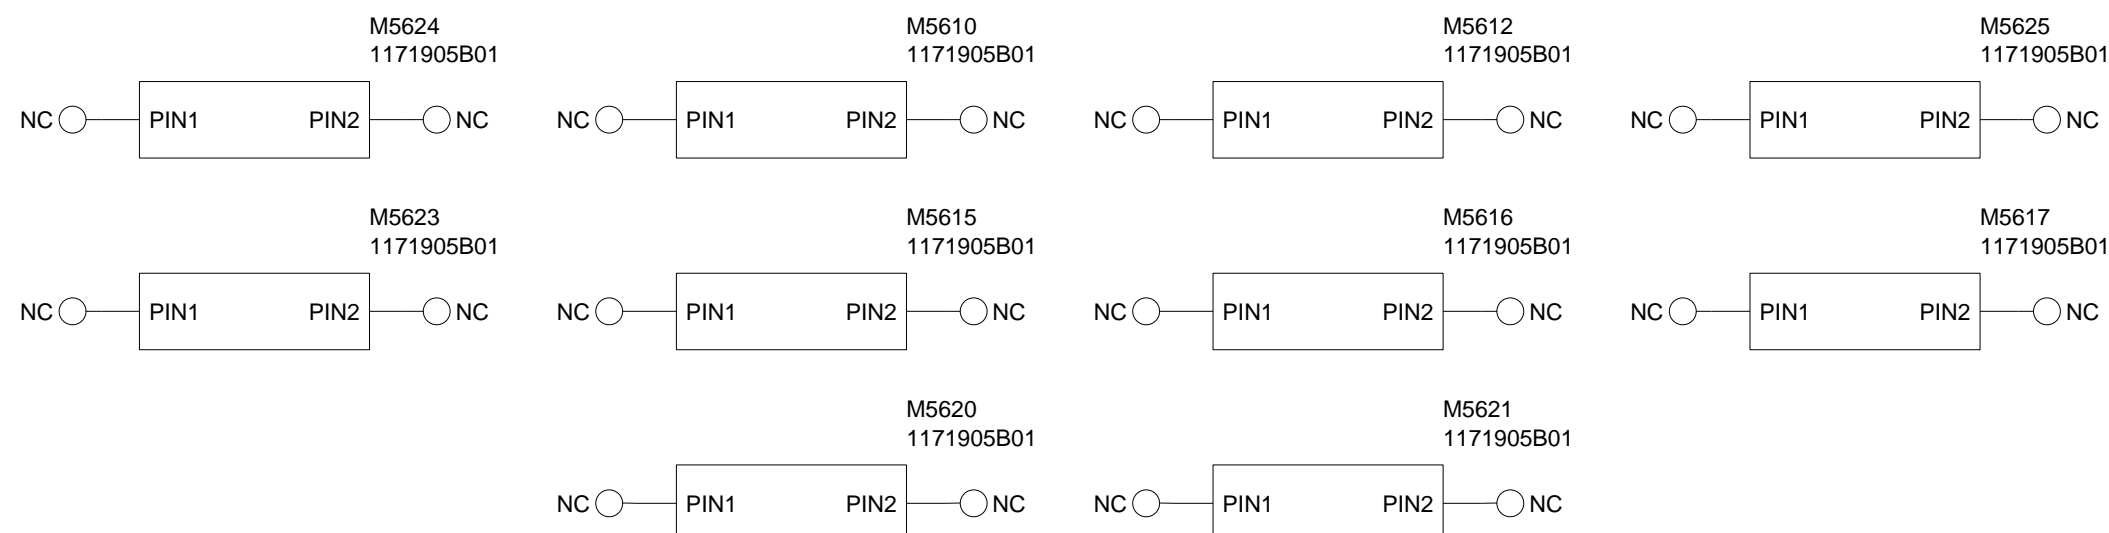 M5624
1171905B01
NC PIN1 PIN2 NC
M5610
1171905B01
NC PIN1 PIN2 NC
M5612
1171905B01
NC PIN1 PIN2 NC
M5625
1171905B01
NC PIN1 PIN2 NC
M5623
1171905B01
NC PIN1 PIN2 NC
M5615
1171905B01
NC PIN1 PIN2 NC
M5616
1171905B01
NC PIN1 PIN2 NC
M5617
1171905B01
NC PIN1 PIN2 NC
M5620
1171905B01
NC PIN1 PIN2 NC
M5621
1171905B01
NC PIN1 PIN2 NC